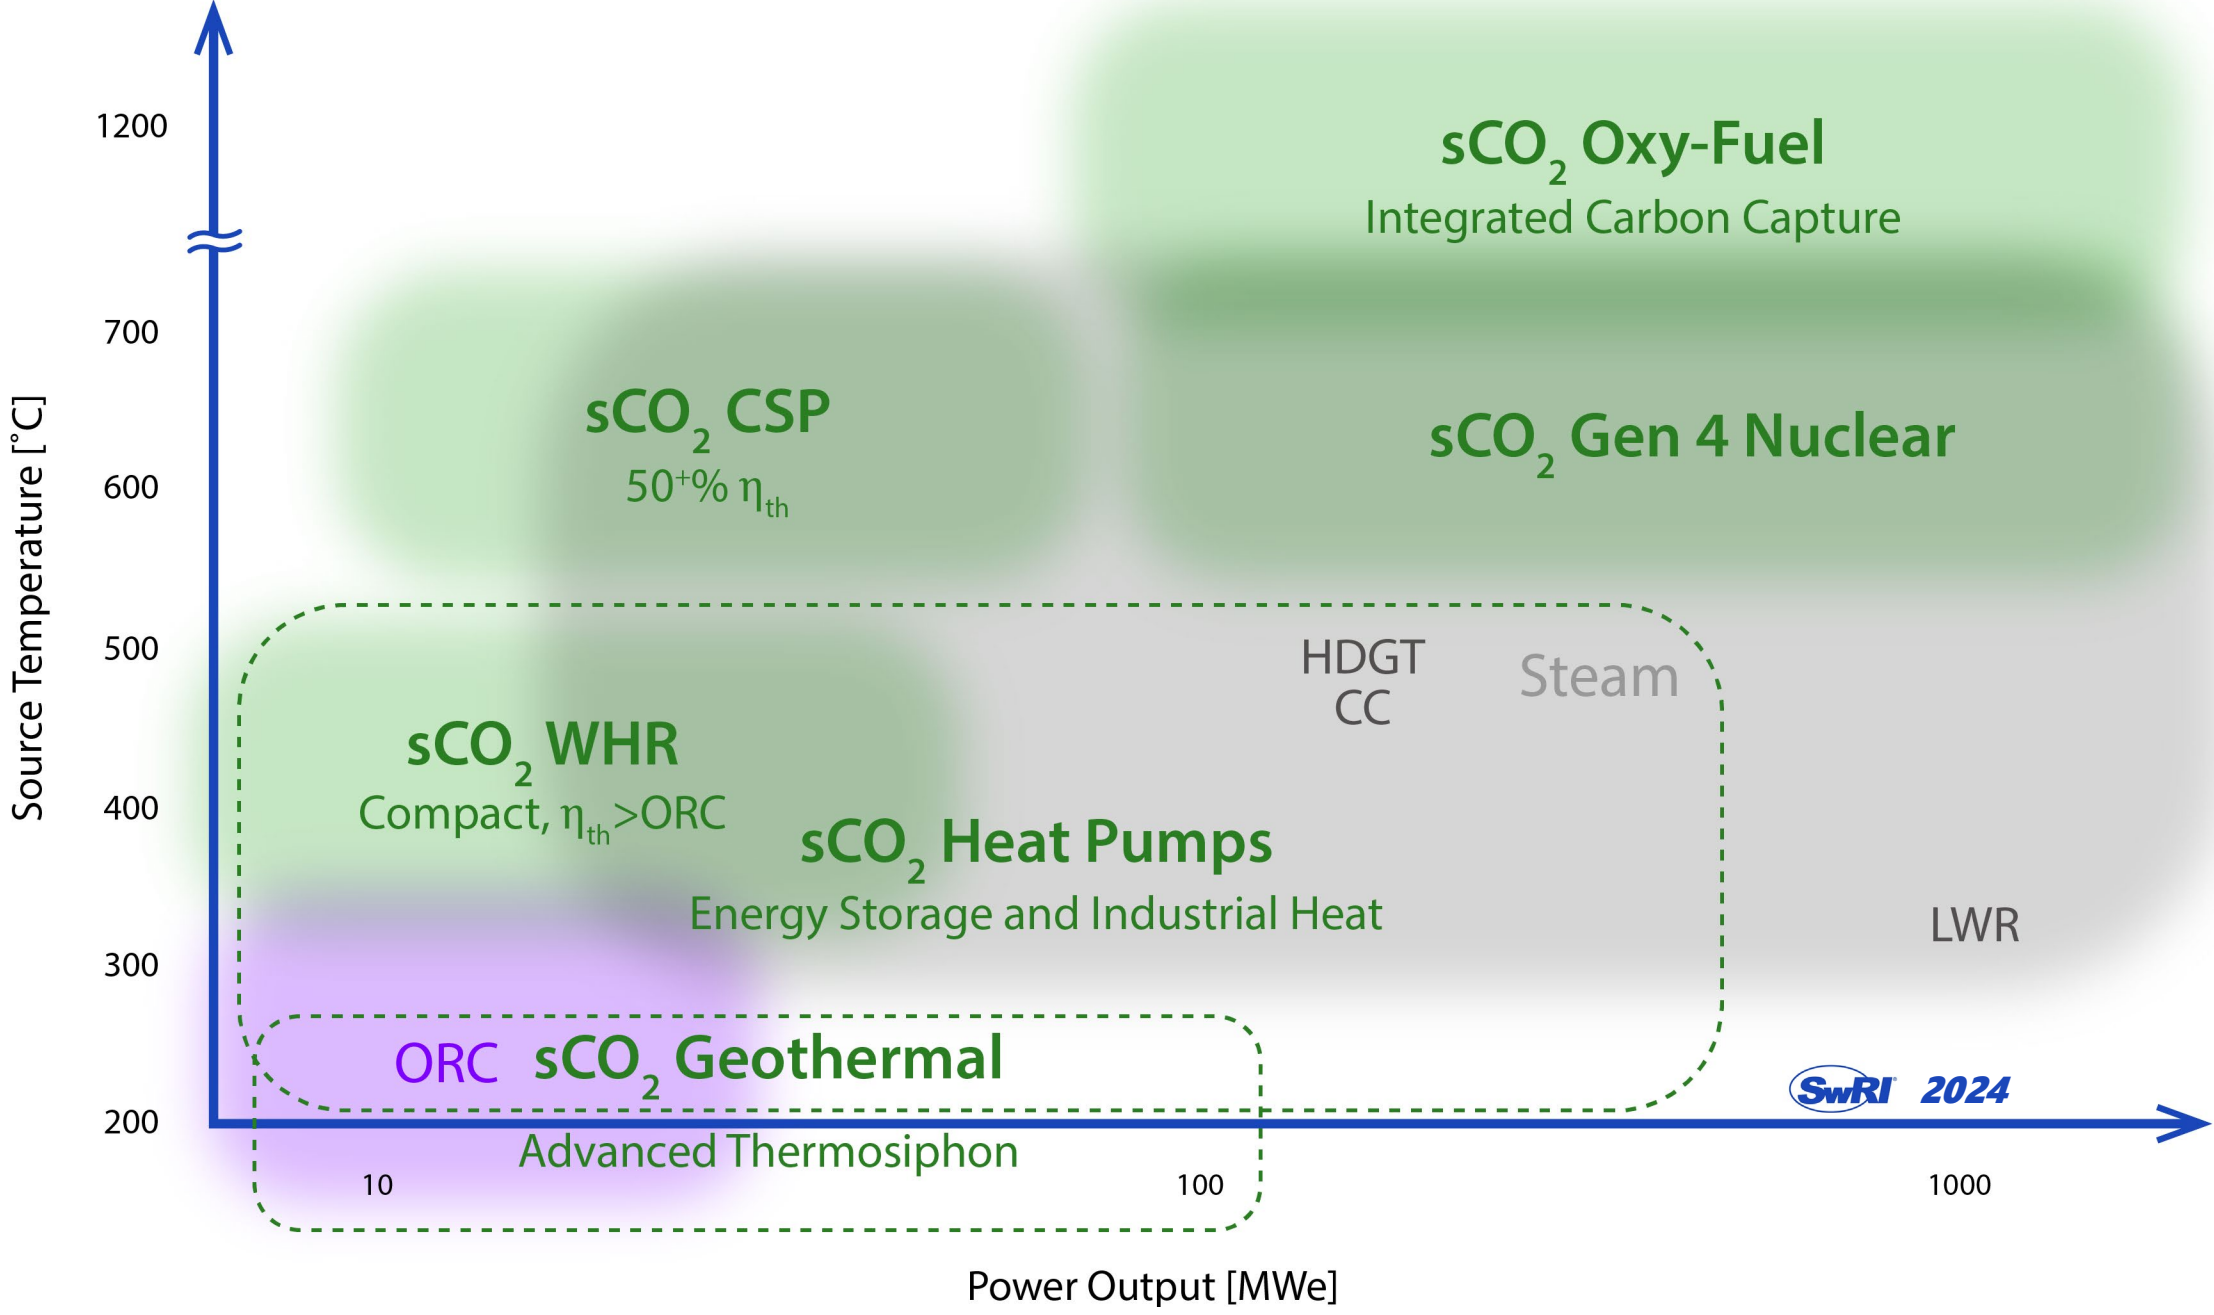 1200
sCO₂ Oxy-Fuel
Integrated Carbon Capture
700
sCO₂ CSP
50⁺% ηth
sCO₂ Gen 4 Nuclear
600
Source Temperature [˚C]
500
HDGT
CC
Steam
sCO₂ WHR
Compact, ηth>ORC
400
sCO₂ Heat Pumps
Energy Storage and Industrial Heat
LWR
300
ORC
sCO₂ Geothermal
SwRI® 2024
200
Advanced Thermosiphon
10
100
1000
Power Output [MWe]